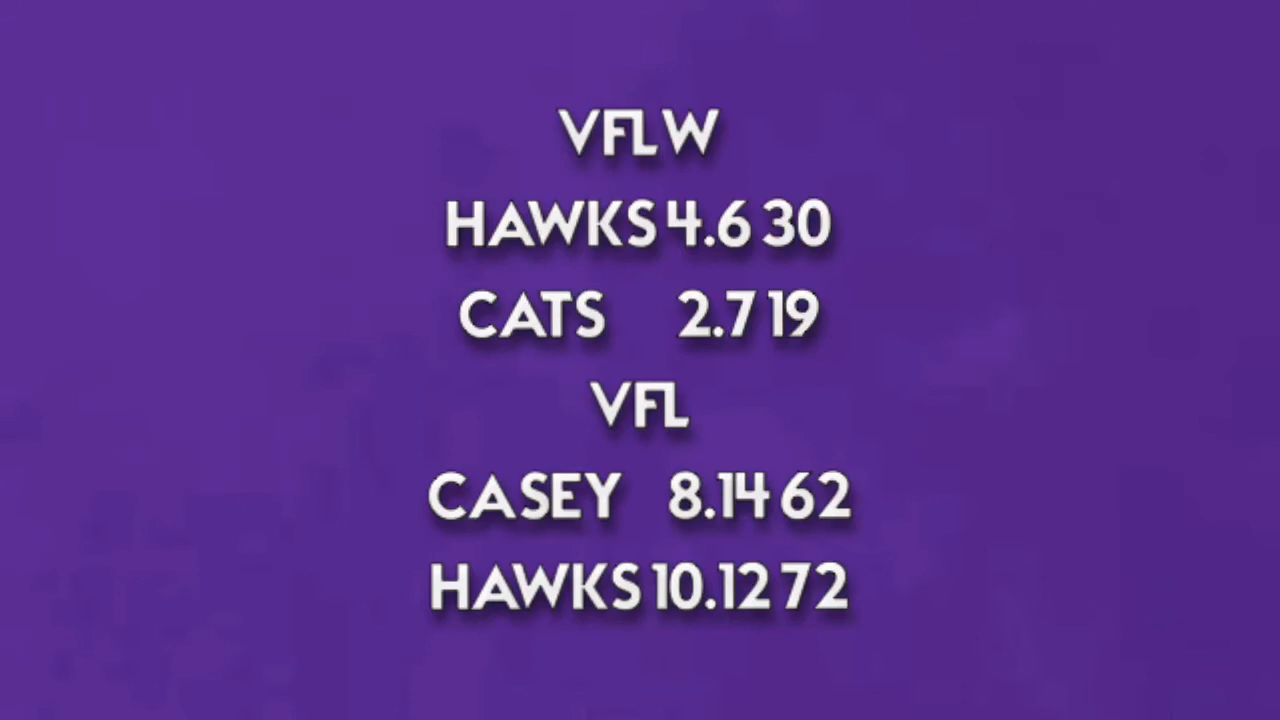 VFLW
HAWKS 4.6 30
CATS 2.7 19
VFL
CASEY 8.14 62
HAWKS 10.12 72